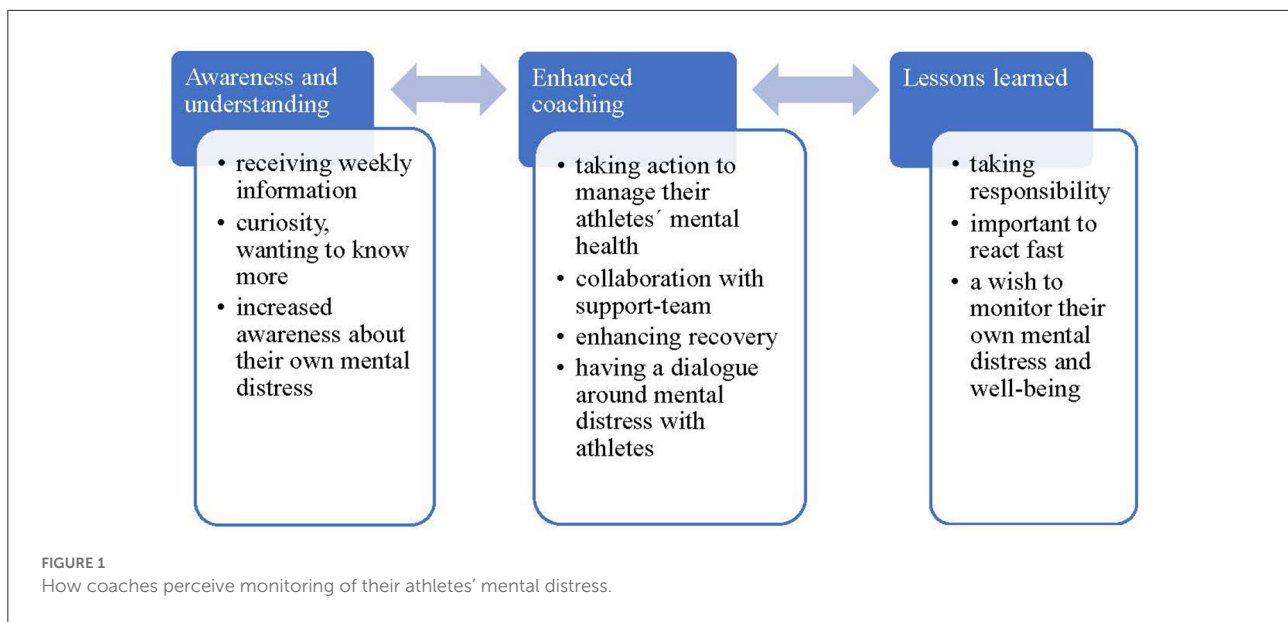 Awareness and
understanding
• receiving weekly
information
• curiosity,
wanting to know
more
• increased
awareness about
their own mental
distress
Enhanced
coaching
• taking action to
manage their
athletes´ mental
health
• collaboration with
support-team
• enhancing recovery
• having a dialogue
around mental
distress with
athletes
Lessons learned
• taking
responsibility
• important to
react fast
• a wish to
monitor their
own mental
distress and
well-being
FIGURE 1
How coaches perceive monitoring of their athletes’ mental distress.